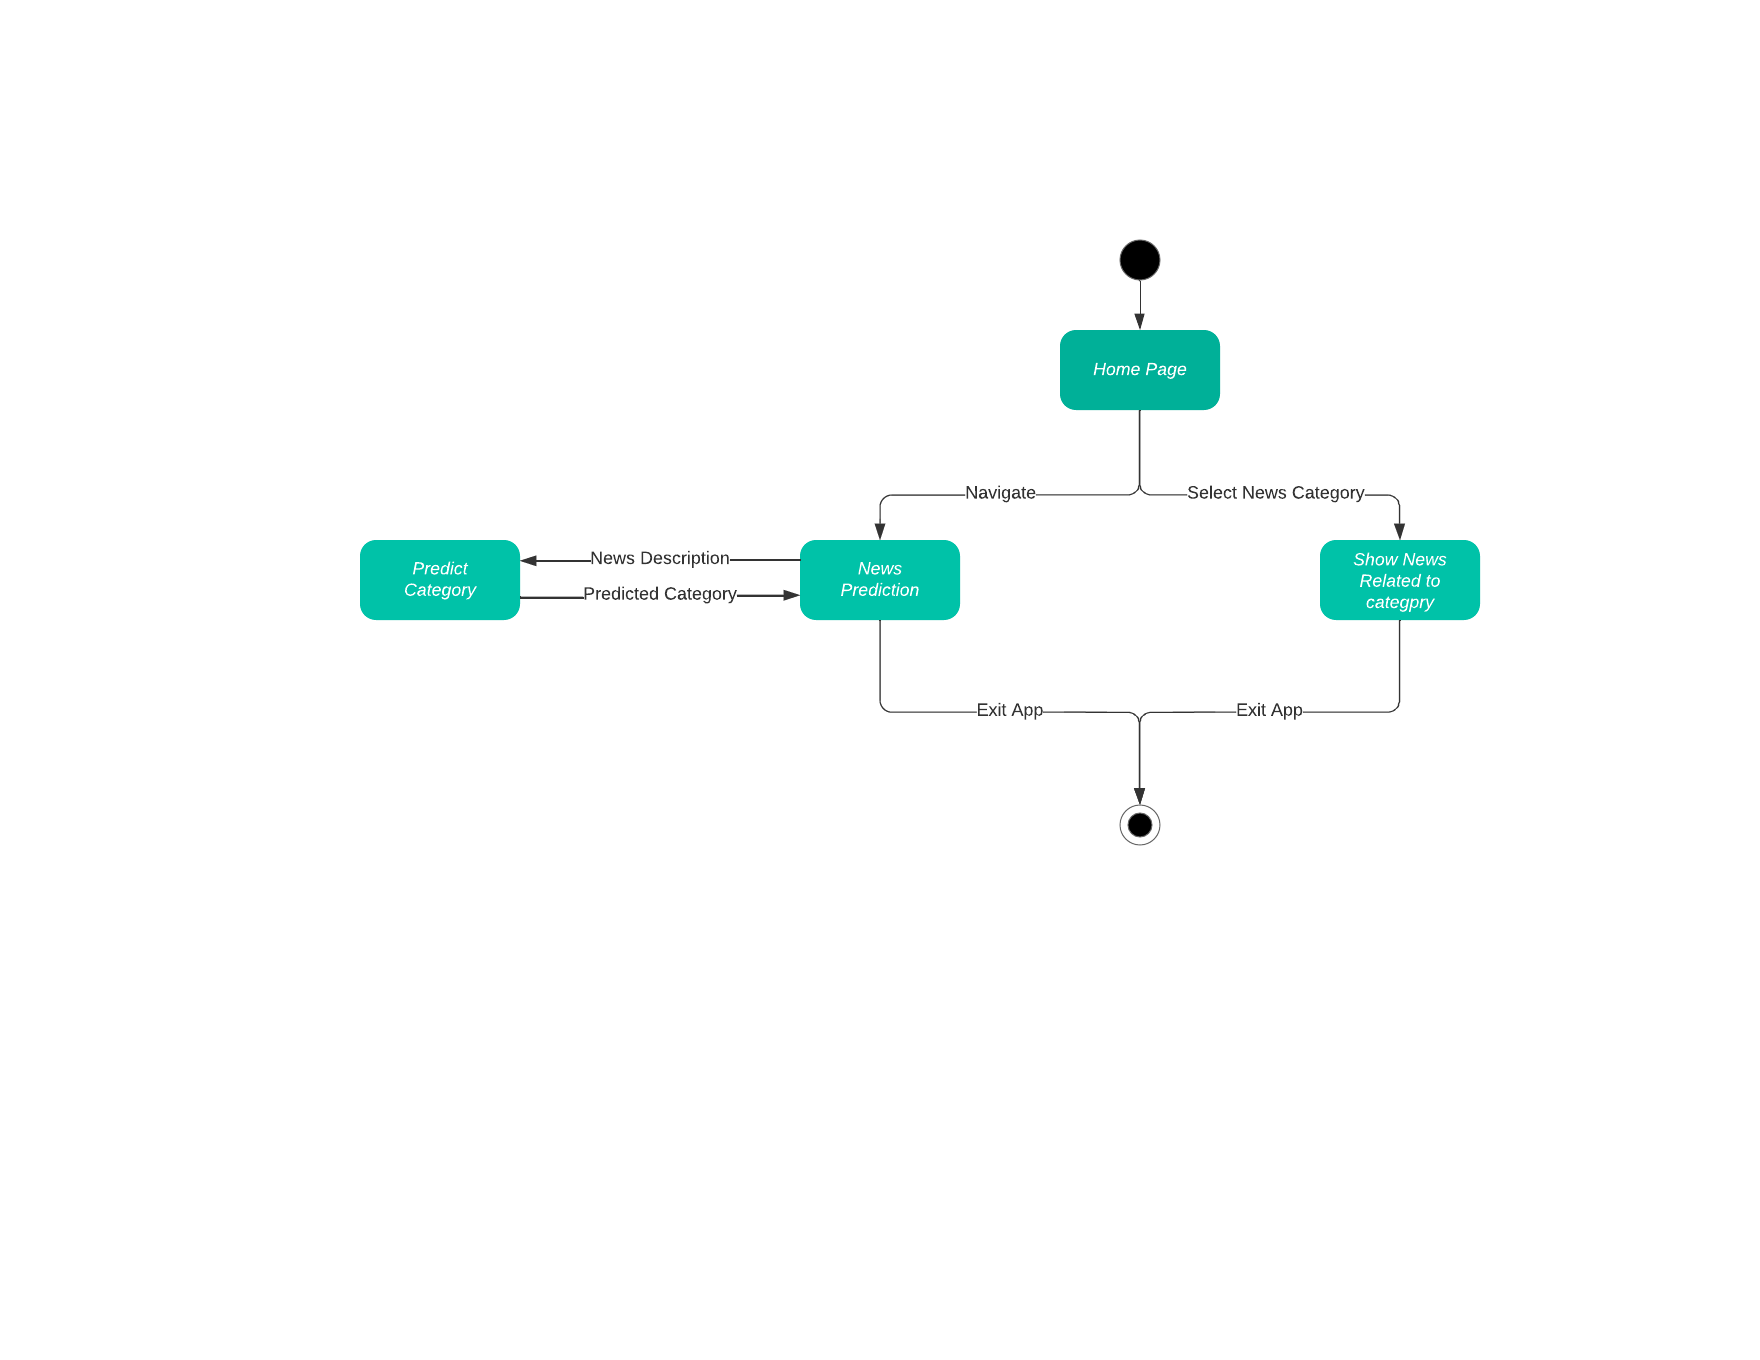 Home Page
Navigate
Select News Category
Predict
Category
News Description
Predicted Category
News
Prediction
Show News
Related to
categpry
Exit App
Exit App